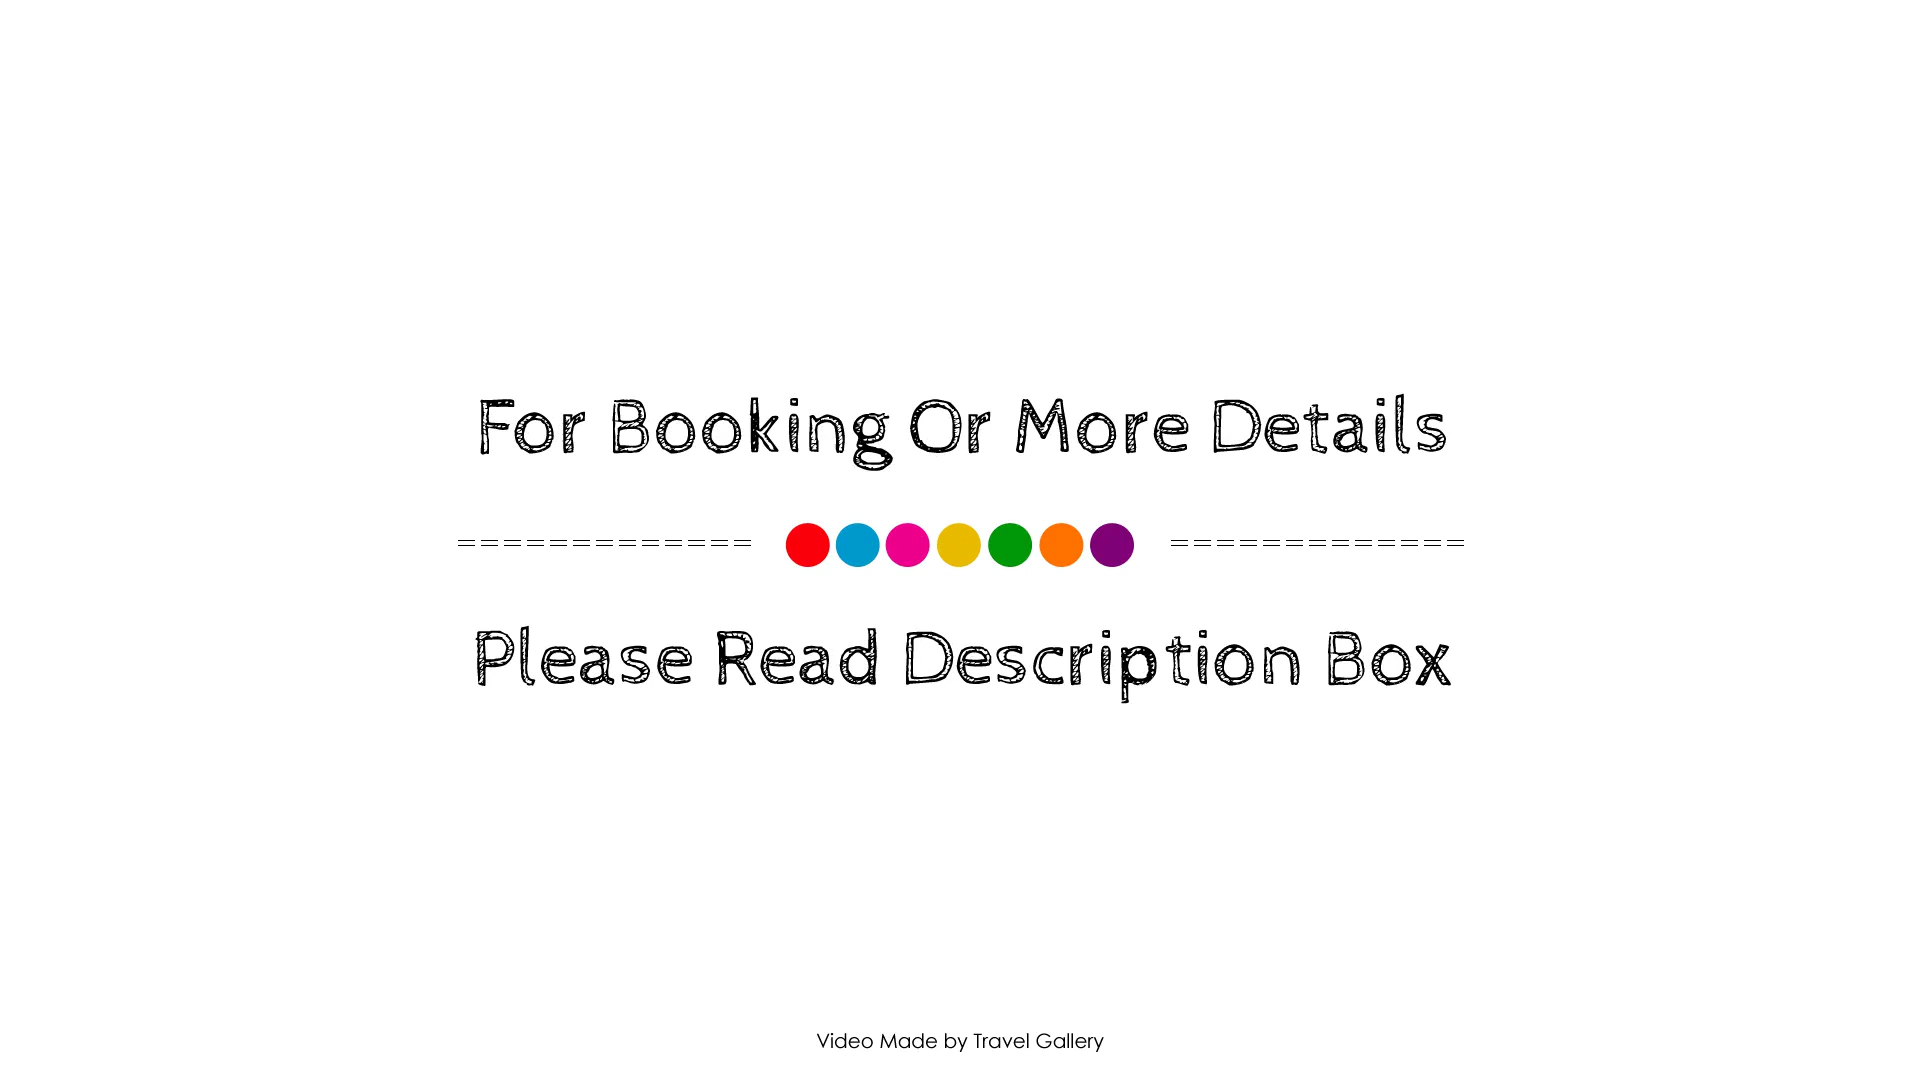 For Booking Or More Details
============= =============
Please Read Description Box
Video Made by Travel Gallery